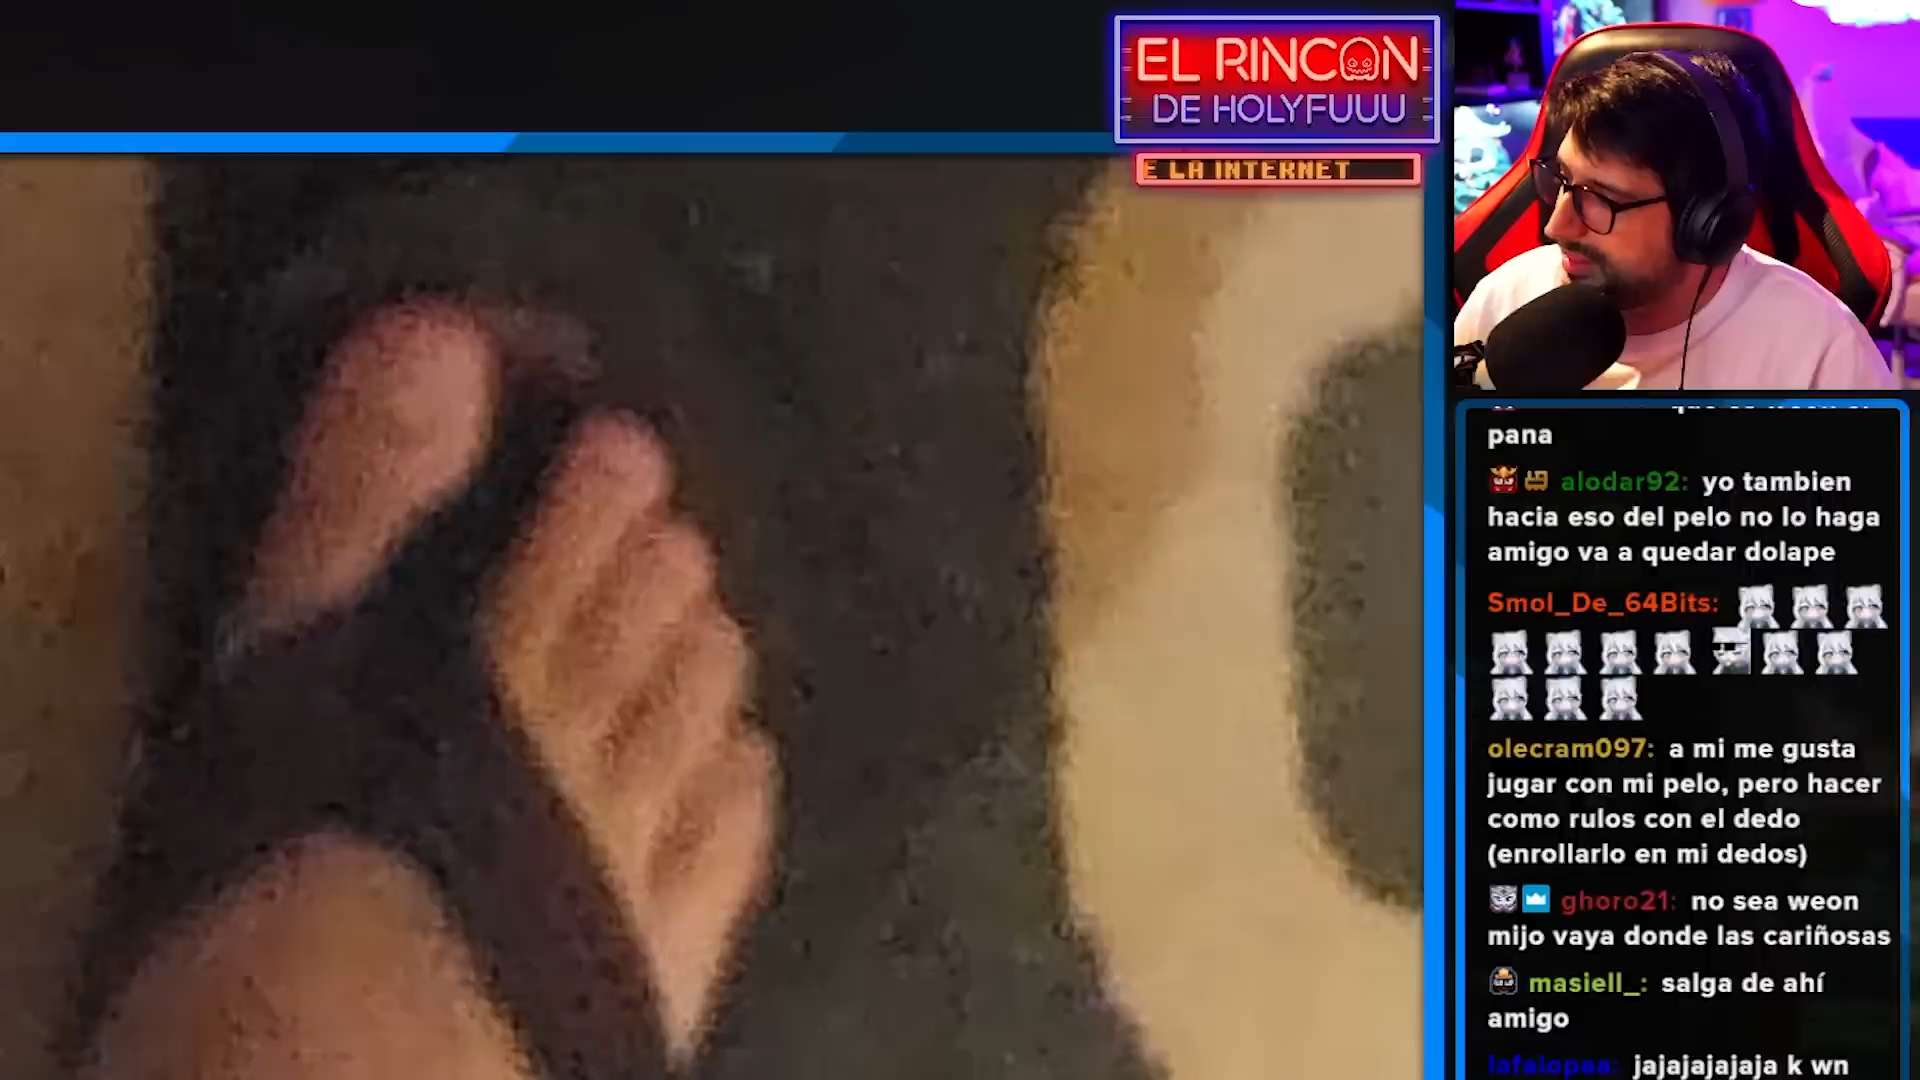 EL RINCON
DE HOLYFUUU
E LA INTERNET
pana
alodar92: yo tambien
hacia eso del pelo no lo haga
amigo va a quedar dolape
Smol_De_64Bits:
olecram097: a mi me gusta
jugar con mi pelo, pero hacer
como rulos con el dedo
(enrollarlo en mi dedos)
ghoro21: no sea weon
mijo vaya donde las cariñosas
masiell_: salga de ahí
amigo
lafalopaa: jajajajajaja k wn